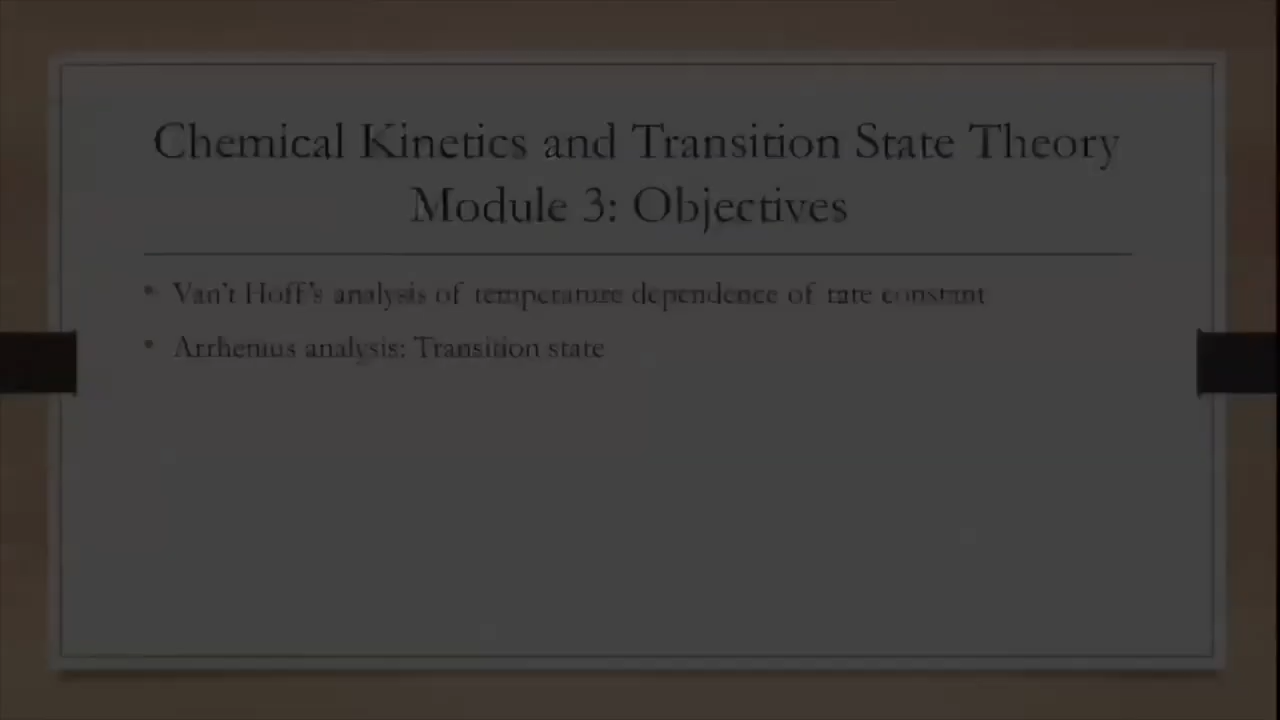 Chemical Kinetics and Transition State Theory
Module 3: Objectives
• Van't Hoff's analysis of temperature dependence of rate constant
• Arrhenius analysis: Transition state